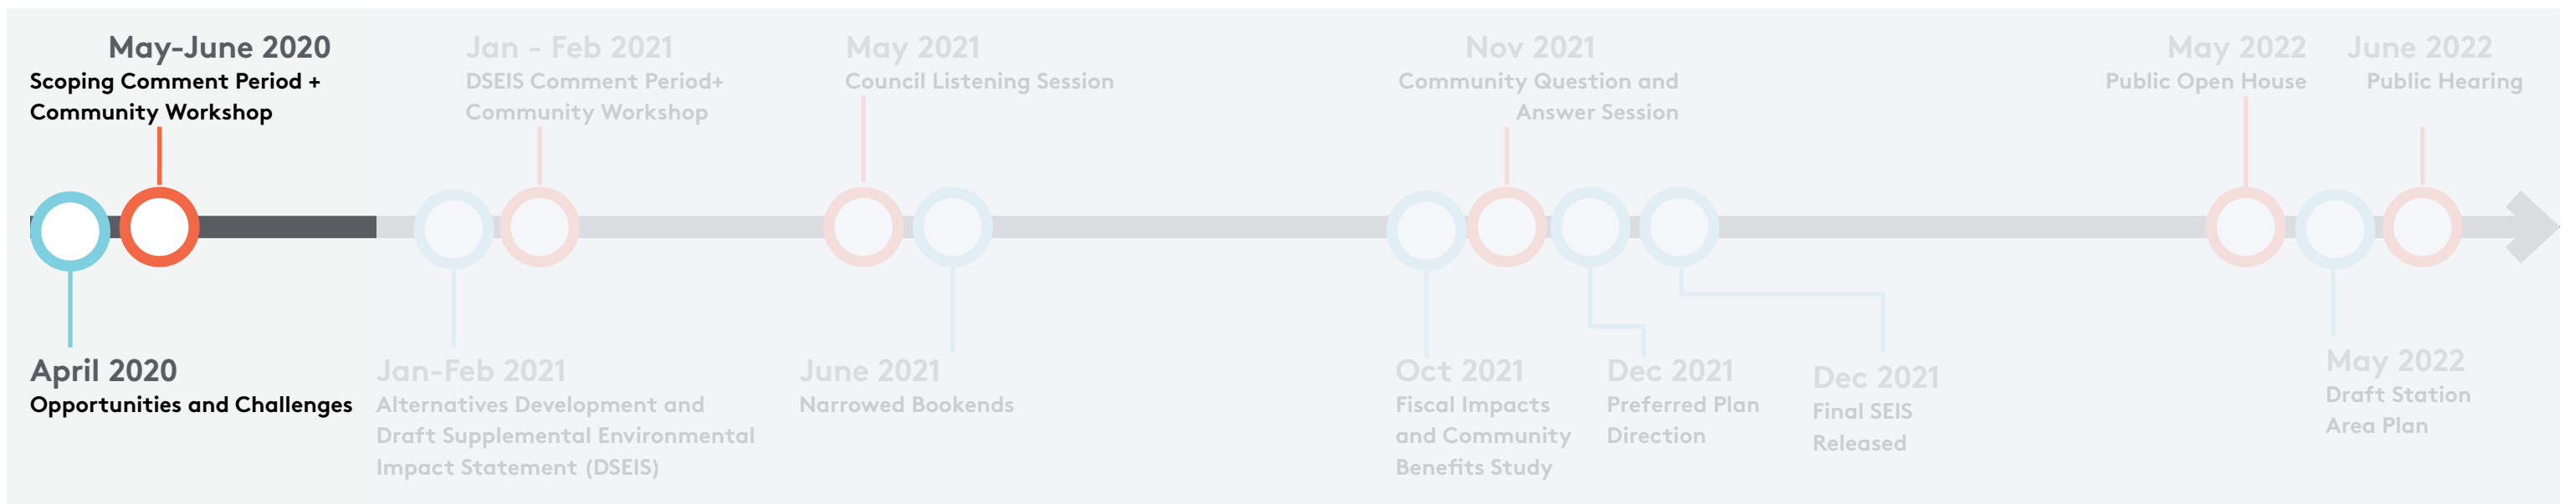 May-June 2020
Scoping Comment Period +
Community Workshop
Jan - Feb 2021
DSEIS Comment Period+
Community Workshop
May 2021
Council Listening Session
Nov 2021
Community Question and
Answer Session
May 2022
Public Open House
June 2022
Public Hearing
April 2020
Opportunities and Challenges
Jan-Feb 2021
Alternatives Development and
Draft Supplemental Environmental
Impact Statement (DSEIS)
June 2021
Narrowed Bookends
Oct 2021
Fiscal Impacts
and Community
Benefits Study
Dec 2021
Preferred Plan
Direction
Dec 2021
Final SEIS
Released
May 2022
Draft Station
Area Plan